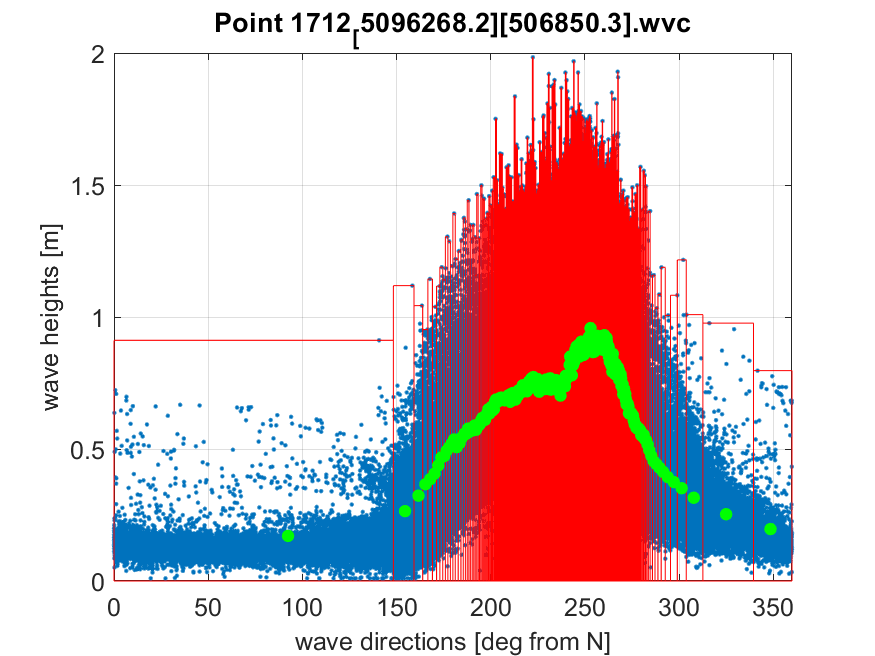 Point 1712[5096268.2][506850.3].wvc
2
1.5
1
0.5
0
0 50 100 150 200 250 300 350
wave heights [m]
wave directions [deg from N]